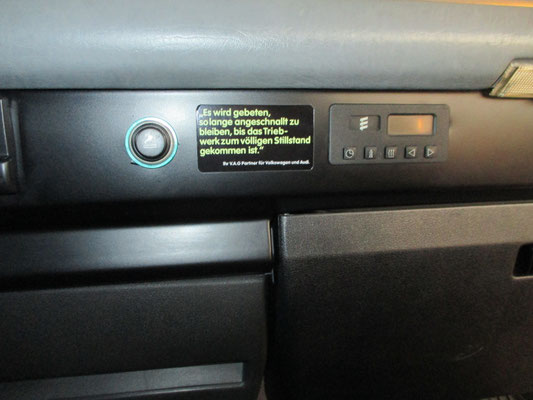 „Es wird gebeten,
solange angeschnallt zu
bleiben, bis das Trieb-
werk zum völligen Stillstand
gekommen ist.“
Ihr V.A.G Partner für Volkswagen und Audi.